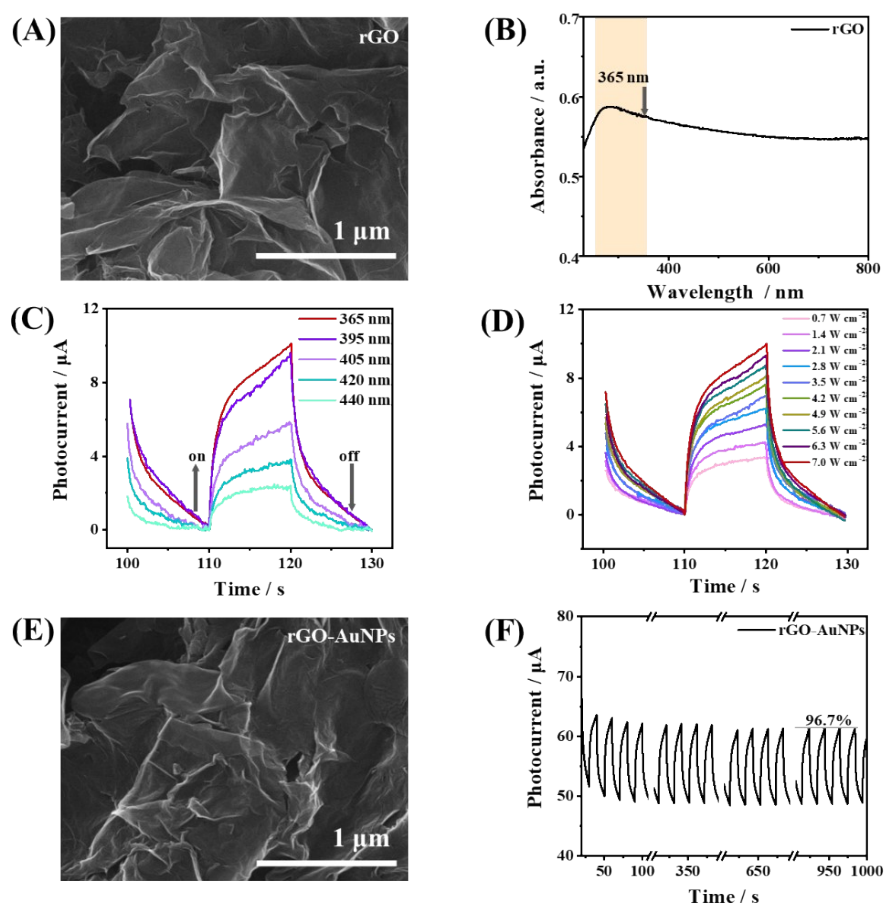 (A)
rGO
1 µm
(B)
rGO
365 nm
Absorbance / a.u.
0.7
0.6
0.5
0.4
400
600
800
Wavelength / nm
(C)
365 nm
395 nm
405 nm
420 nm
440 nm
on
off
Photocurrent / µA
12
8
4
0
100
110
120
130
Time / s
(D)
0.7 W cm⁻²
1.4 W cm⁻²
2.1 W cm⁻²
2.8 W cm⁻²
3.5 W cm⁻²
4.2 W cm⁻²
4.9 W cm⁻²
5.6 W cm⁻²
6.3 W cm⁻²
7.0 W cm⁻²
Photocurrent / µA
12
8
4
0
100
110
120
130
Time / s
(E)
rGO-AuNPs
1 µm
(F)
rGO-AuNPs
96.7%
Photocurrent / µA
80
70
60
50
40
50
100
350
650
950
1000
Time / s